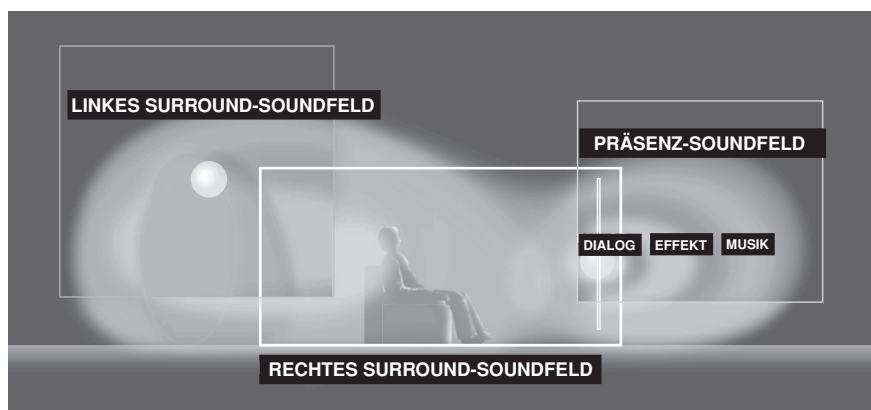 LINKES SURROUND-SOUNDFELD
PRÄSENZ-SOUNDFELD
DIALOG
EFFEKT
MUSIK
RECHTES SURROUND-SOUNDFELD